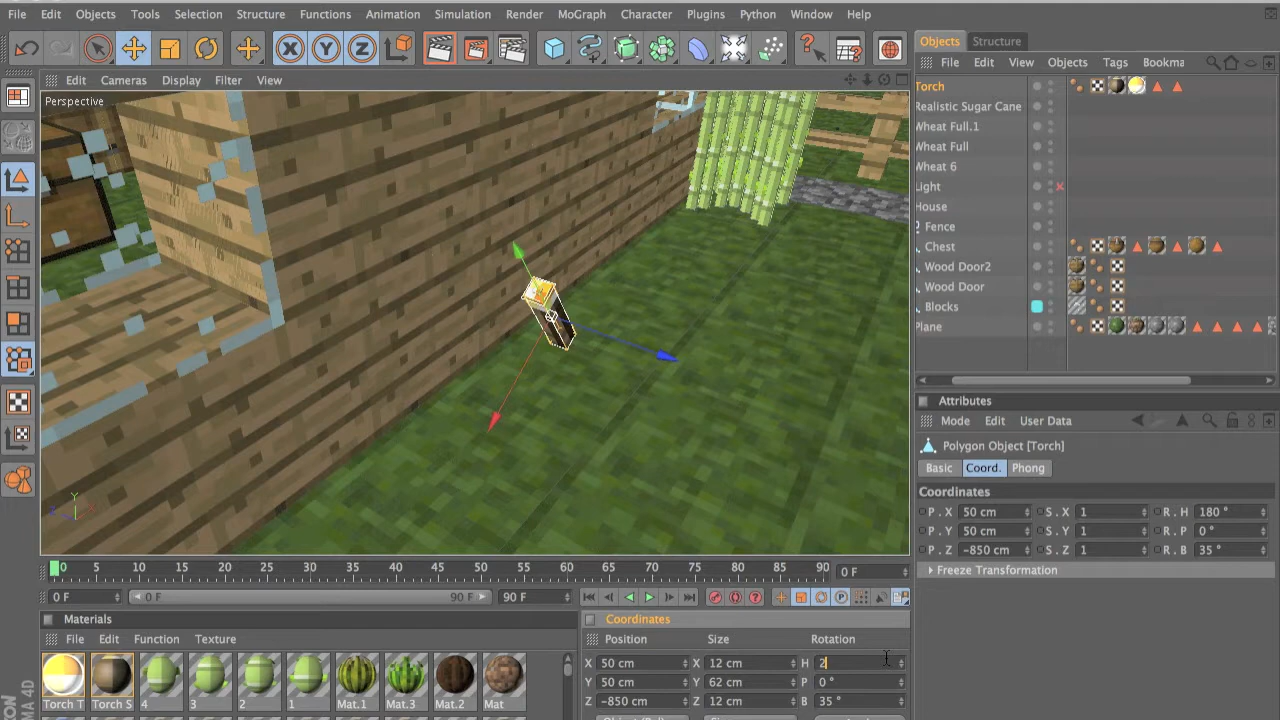 File Edit Objects Tools Selection Structure Functions Animation Simulation Render MoGraph Character Plugins Python Window Help
X Y Z
Objects Structure
Edit Cameras Display Filter View
File Edit View Objects Tags Bookma
Perspective
Torch
Realistic Sugar Cane
Wheat Full.1
Wheat Full
Wheat 6
Light
House
Fence
Chest
Wood Door2
Wood Door
Blocks
Plane
Attributes
Mode Edit User Data
Polygon Object [Torch]
Basic Coord. Phong
Coordinates
P . X 50 cm S . X 1 R . H 180 °
P . Y 50 cm S . Y 1 R . P 0 °
P . Z -850 cm S . Z 1 R . B 35 °
Freeze Transformation
0 5 10 15 20 25 30 35 40 45 50 55 60 65 70 75 80 85 90 0 F
0 F 0 F 90 F 90 F
Materials
File Edit Function Texture
Torch T Torch S 4 3 2 1 Mat.1 Mat.3 Mat.2 Mat
Coordinates
Position Size Rotation
X 50 cm X 12 cm H 2
Y 50 cm Y 62 cm P 0 °
Z -850 cm Z 12 cm B 35 °